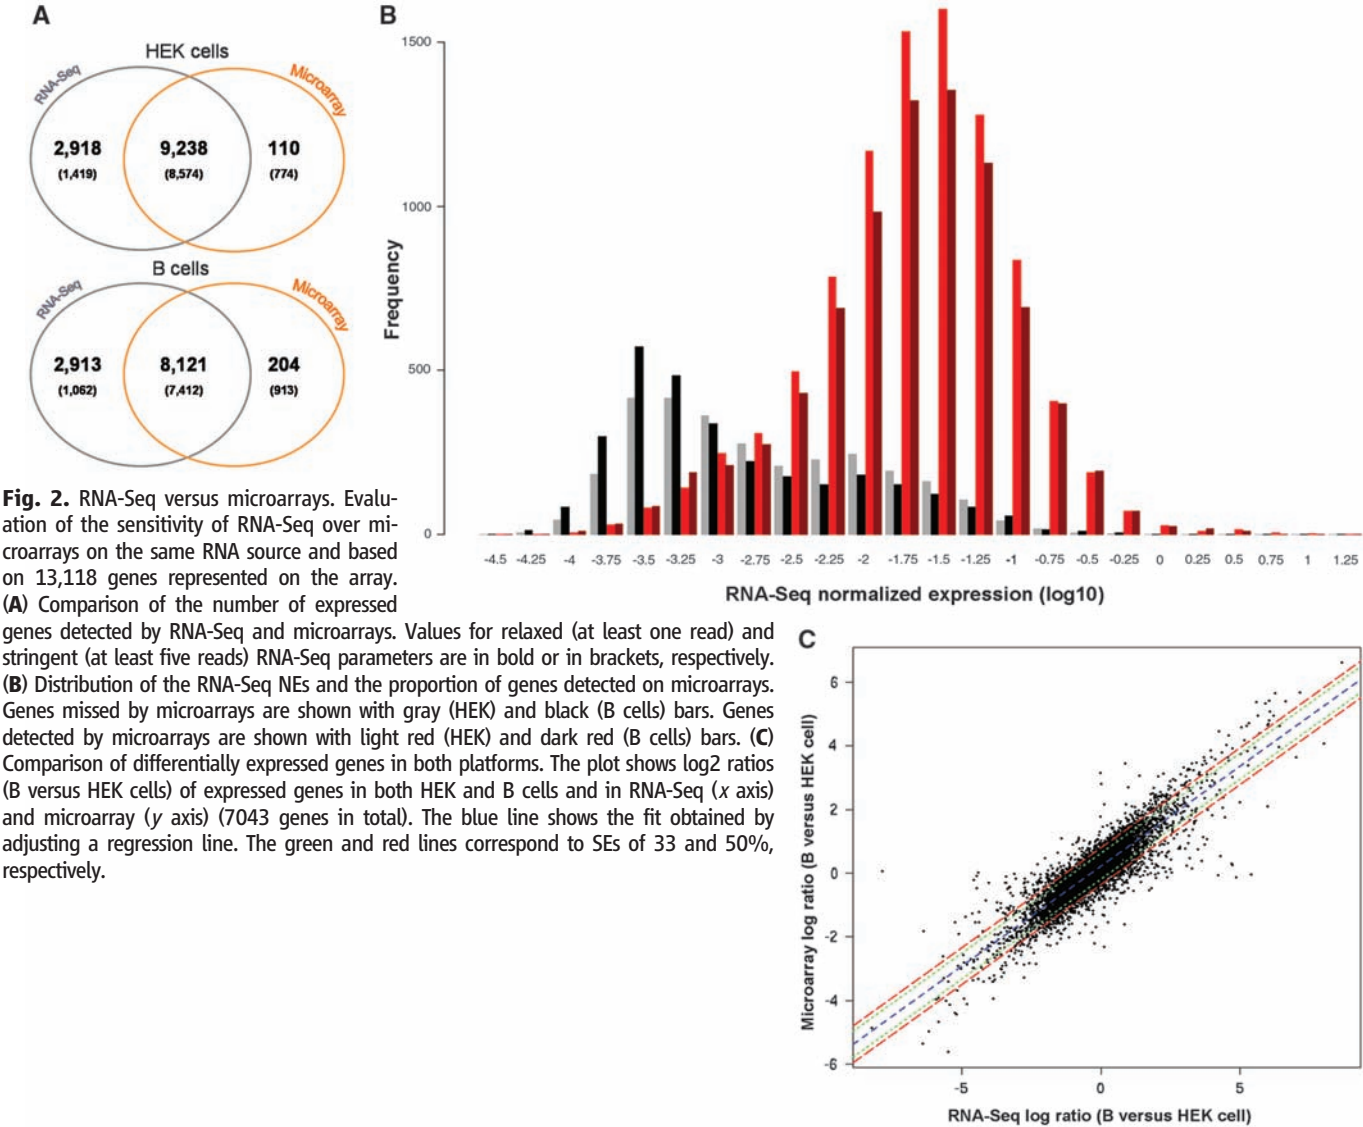 A
HEK cells
RNA-Seq
Microarray
2,918
9,238
110
(1,419)
(8,574)
(774)
B cells
RNA-Seq
Microarray
2,913
8,121
204
(1,062)
(7,412)
(913)
B
1500
1000
500
0
Frequency
-4.5 -4.25 -4 -3.75 -3.5 -3.25 -3 -2.75 -2.5 -2.25 -2 -1.75 -1.5 -1.25 -1 -0.75 -0.5 -0.25 0 0.25 0.5 0.75 1 1.25
RNA-Seq normalized expression (log10)
Fig. 2. RNA-Seq versus microarrays. Evalu-
ation of the sensitivity of RNA-Seq over mi-
croarrays on the same RNA source and based
on 13,118 genes represented on the array.
(A) Comparison of the number of expressed
genes detected by RNA-Seq and microarrays. Values for relaxed (at least one read) and
stringent (at least five reads) RNA-Seq parameters are in bold or in brackets, respectively.
(B) Distribution of the RNA-Seq NEs and the proportion of genes detected on microarrays.
Genes missed by microarrays are shown with gray (HEK) and black (B cells) bars. Genes
detected by microarrays are shown with light red (HEK) and dark red (B cells) bars. (C)
Comparison of differentially expressed genes in both platforms. The plot shows log2 ratios
(B versus HEK cells) of expressed genes in both HEK and B cells and in RNA-Seq (x axis)
and microarray (y axis) (7043 genes in total). The blue line shows the fit obtained by
adjusting a regression line. The green and red lines correspond to SEs of 33 and 50%,
respectively.
C
6
4
2
0
-2
-4
-6
Microarray log ratio (B versus HEK cell)
-5 0 5
RNA-Seq log ratio (B versus HEK cell)